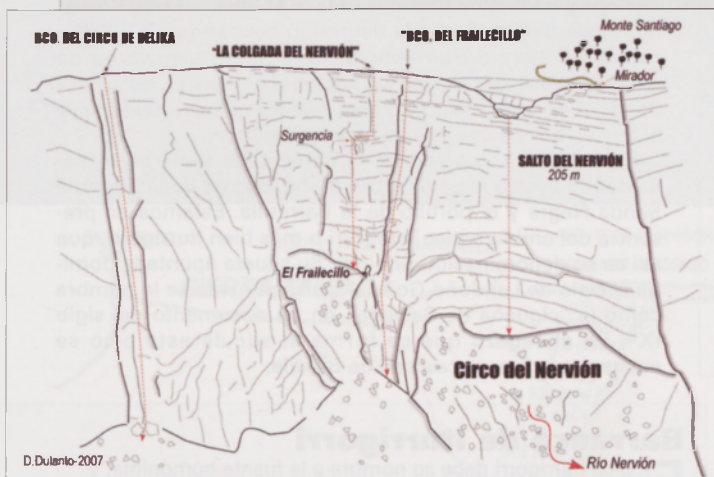 BCO. DEL CIRCO DE DELIKA
"LA COLGADA DEL NERVIÓN"
"BCO. DEL FRAILECILLO"
Monte Santiago
Mirador
Surgencia
SALTO DEL NERVIÓN
205 m
El Frailecillo
Circo del Nervión
Rio Nervión
D.Dulanto-2007